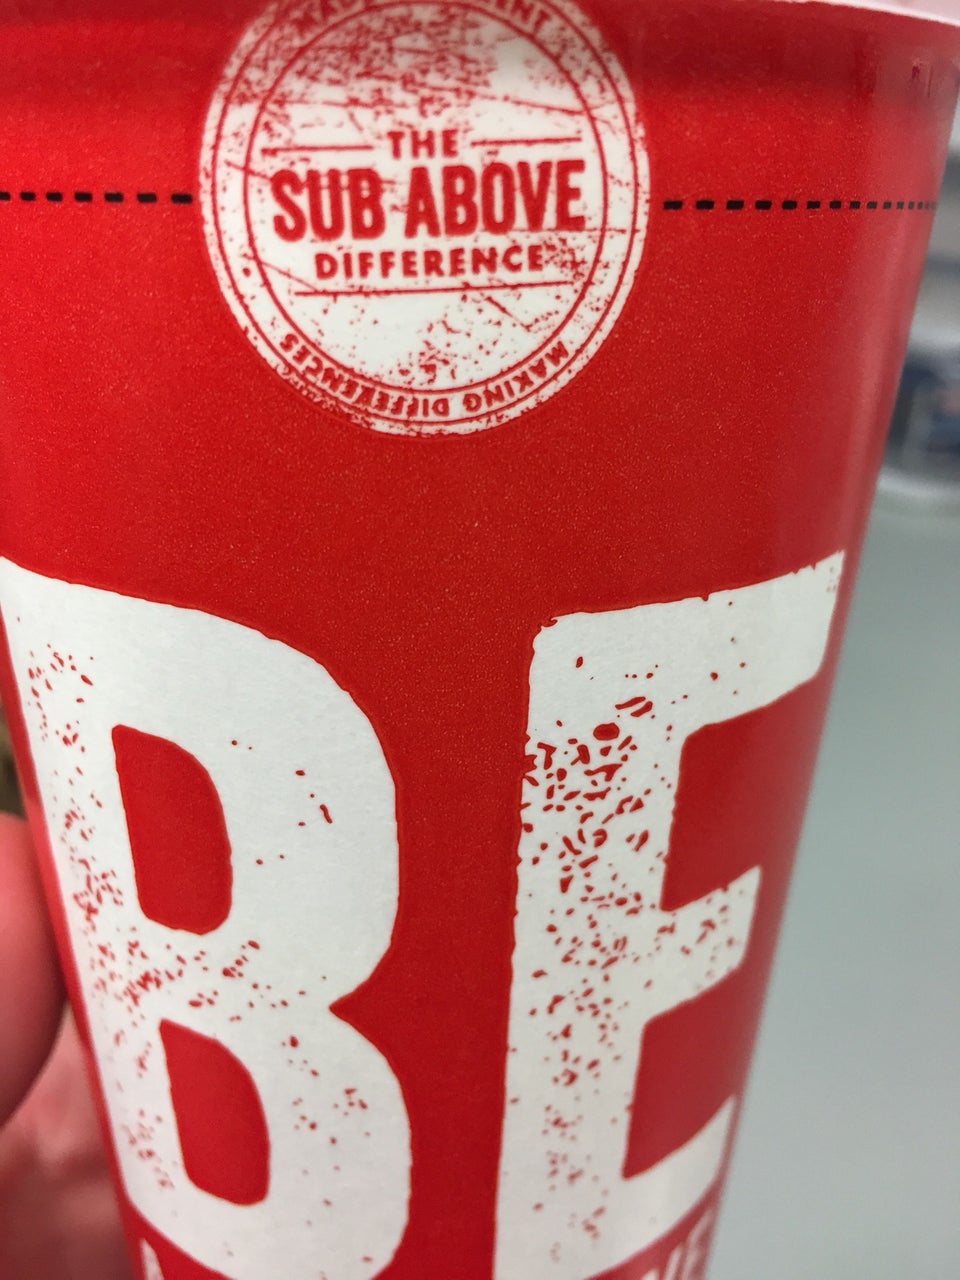 THE
SUB ABOVE
DIFFERENCE
MAKING DIFFERENCES
BE